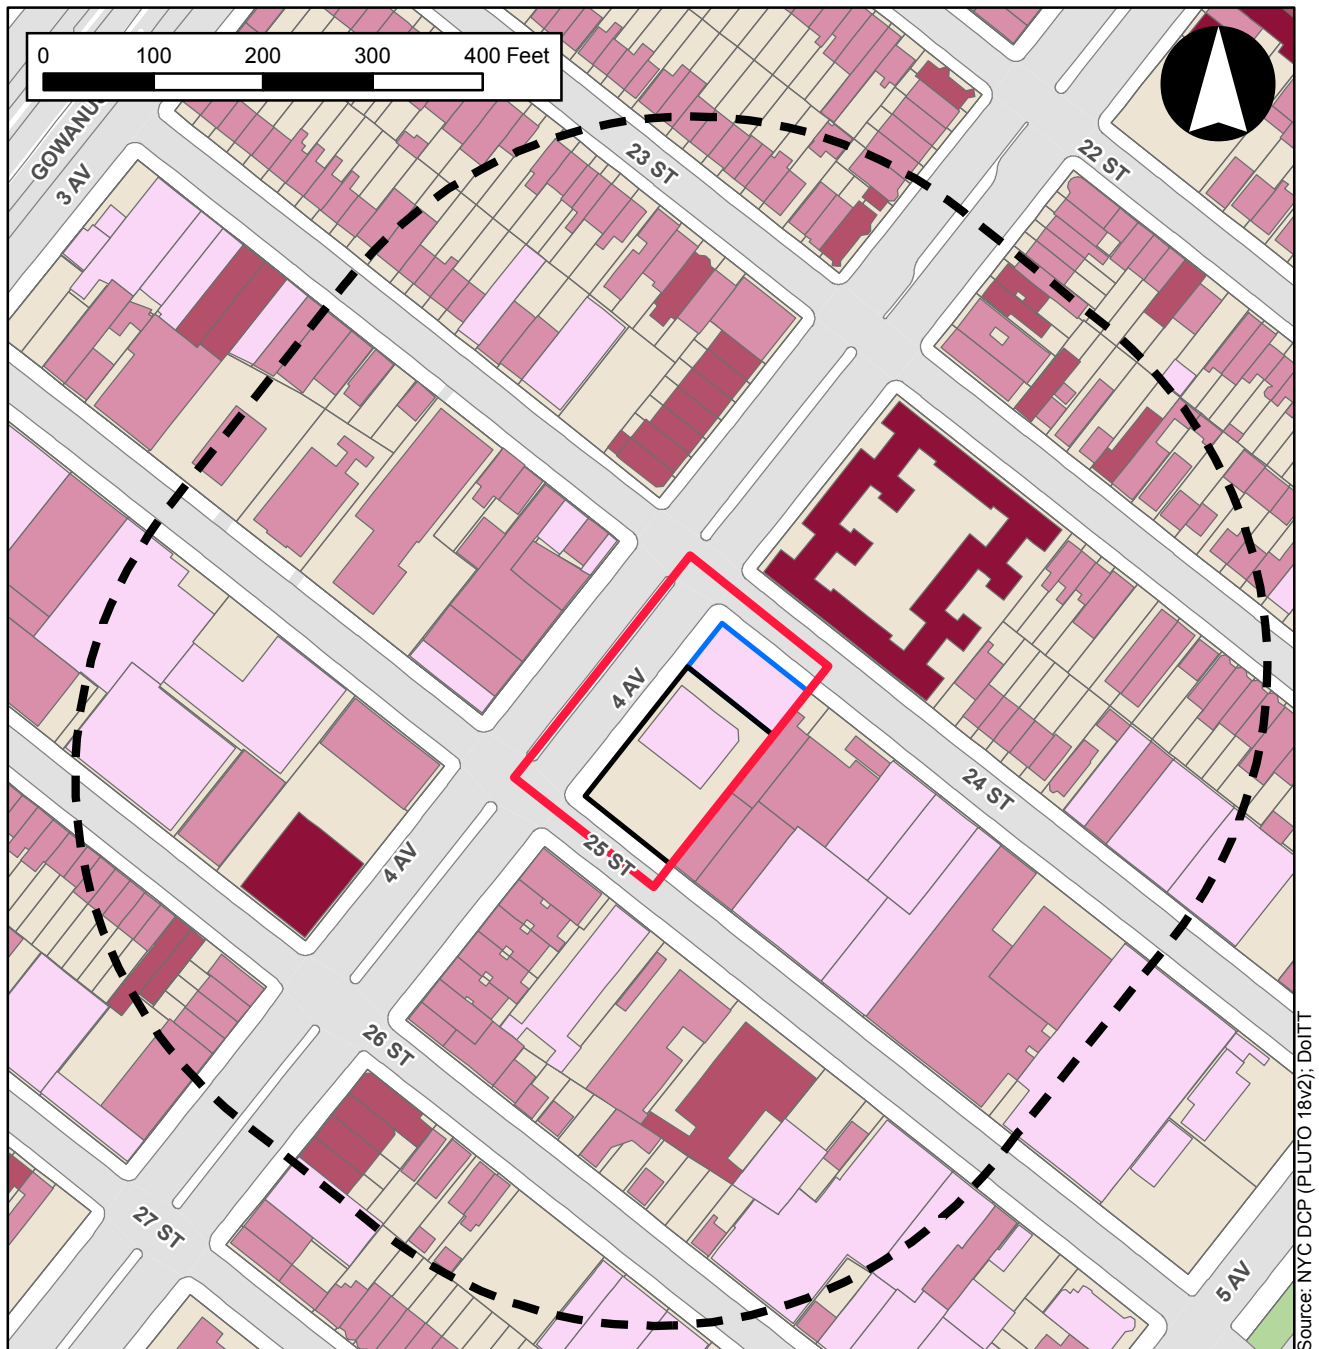 0 100 200 300 400 Feet
GOWANUS
3 AV
23 ST
22 ST
4 AV
24 ST
25 ST
4 AV
26 ST
27 ST
5 AV
Source: NYC DCP (PLUTO 18v2); DoITT